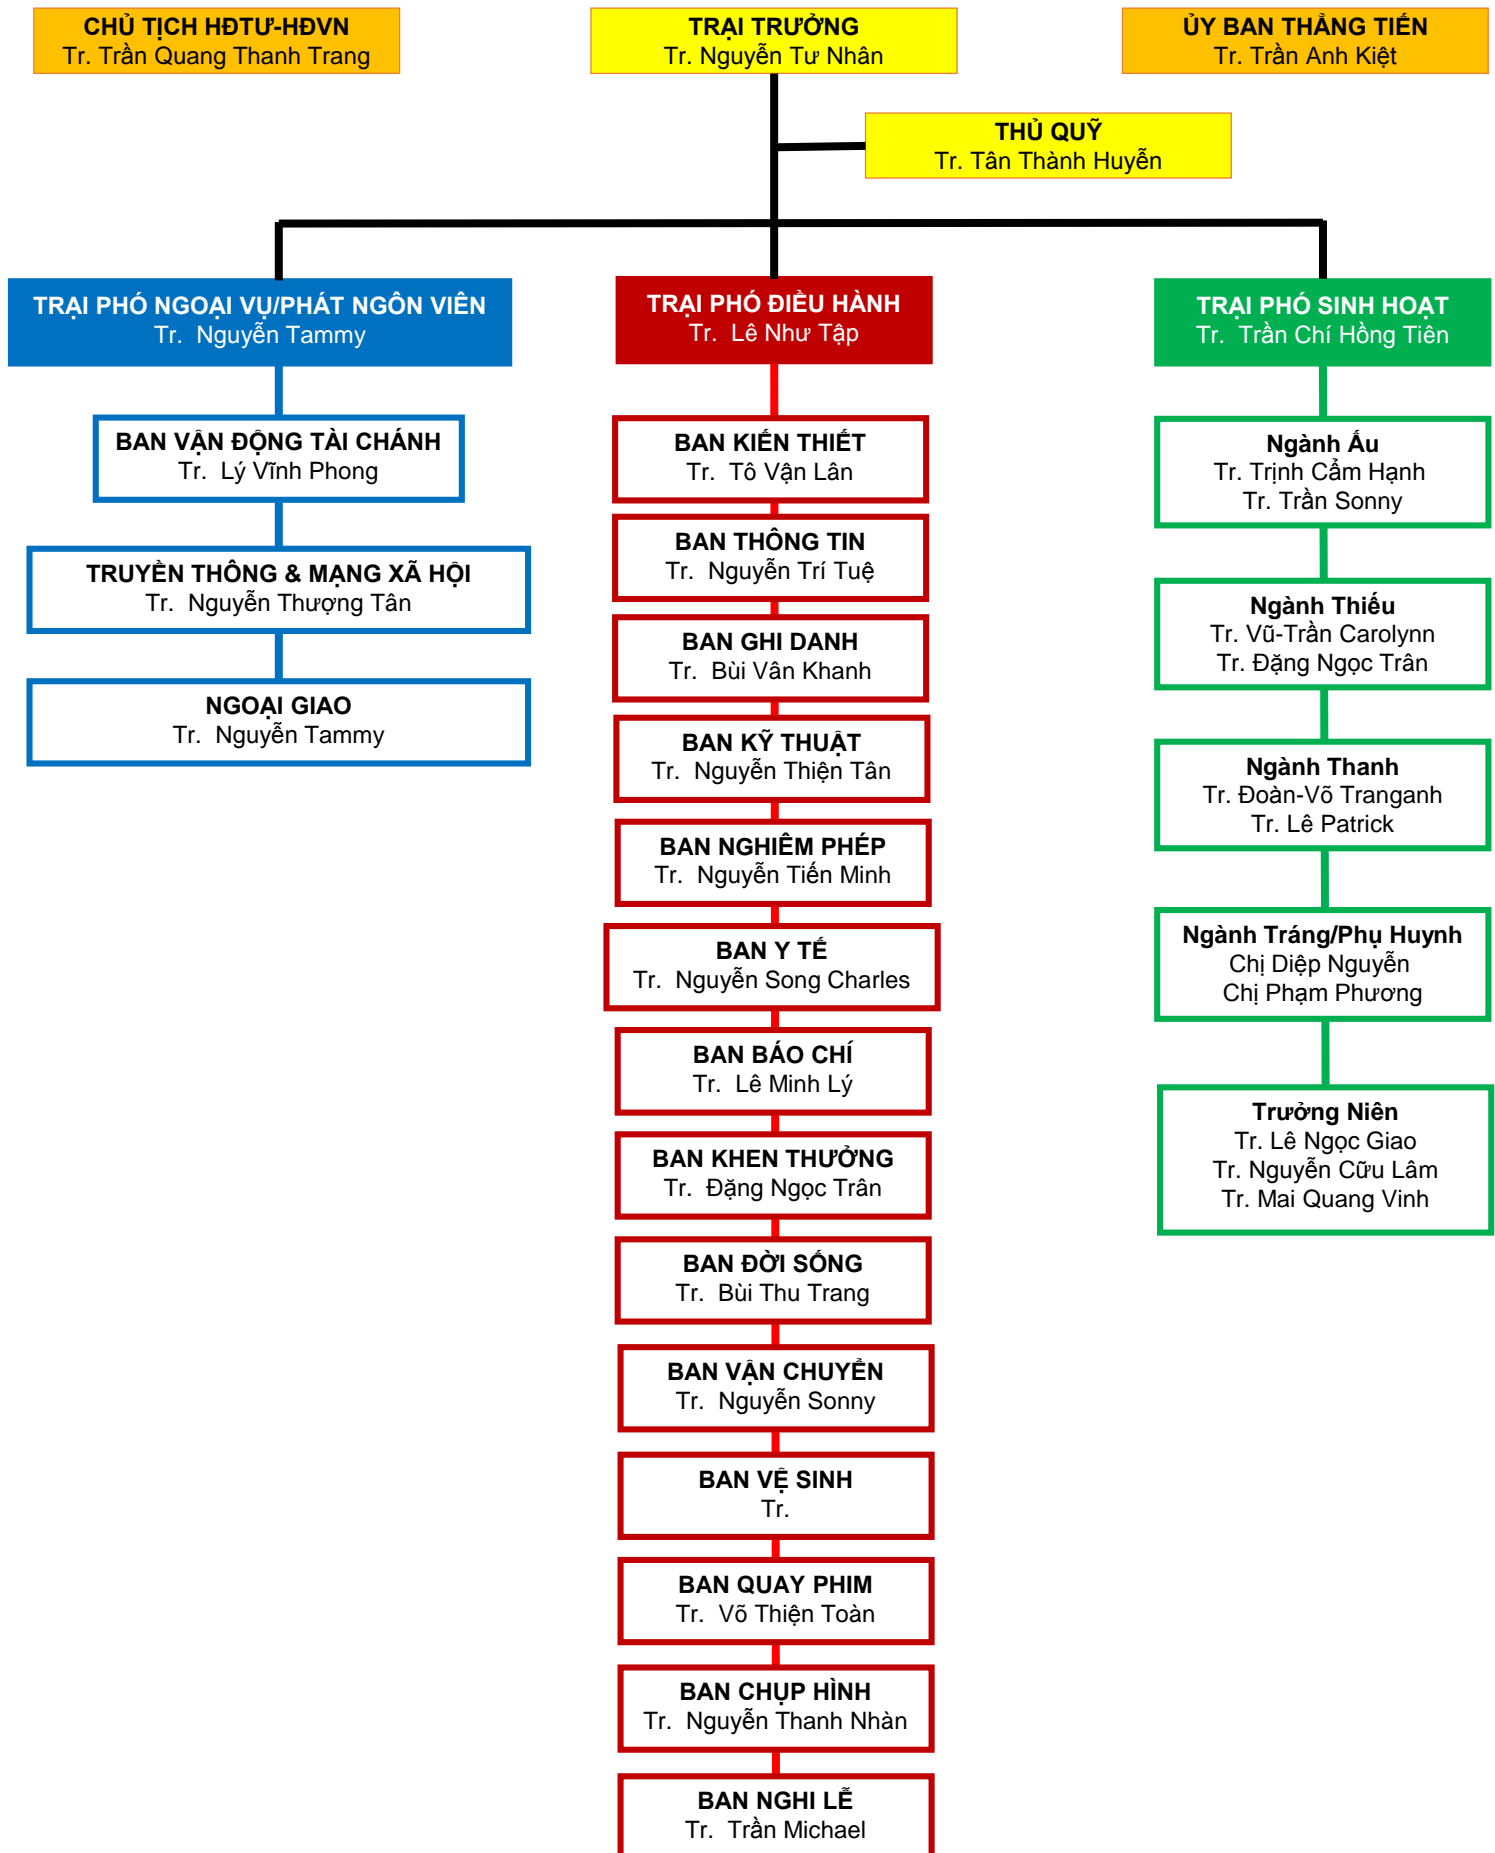 CHỦ TỊCH HĐTƯ-HĐVN
Tr. Trần Quang Thanh Trang
TRẠI TRƯỞNG
Tr. Nguyễn Tư Nhân
ỦY BAN THĂNG TIẾN
Tr. Trần Anh Kiệt
THỦ QUỸ
Tr. Tân Thành Huyễn
TRẠI PHÓ NGOẠI VỤ/PHÁT NGÔN VIÊN
Tr. Nguyễn Tammy
BAN VẬN ĐỘNG TÀI CHÁNH
Tr. Lý Vĩnh Phong
TRUYỀN THÔNG & MẠNG XÃ HỘI
Tr. Nguyễn Thượng Tân
NGOẠI GIAO
Tr. Nguyễn Tammy
TRẠI PHÓ ĐIỀU HÀNH
Tr. Lê Như Tập
BAN KIẾN THIẾT
Tr. Tô Vận Lân
BAN THÔNG TIN
Tr. Nguyễn Trí Tuệ
BAN GHI DANH
Tr. Bùi Vân Khanh
BAN KỸ THUẬT
Tr. Nguyễn Thiện Tân
BAN NGHIÊM PHÉP
Tr. Nguyễn Tiến Minh
BAN Y TẾ
Tr. Nguyễn Song Charles
BAN BÁO CHÍ
Tr. Lê Minh Lý
BAN KHEN THƯỞNG
Tr. Đặng Ngọc Trân
BAN ĐỜI SỐNG
Tr. Bùi Thu Trang
BAN VẬN CHUYỂN
Tr. Nguyễn Sonny
BAN VỆ SINH
Tr.
BAN QUAY PHIM
Tr. Võ Thiện Toàn
BAN CHỤP HÌNH
Tr. Nguyễn Thanh Nhàn
BAN NGHI LỄ
Tr. Trần Michael
TRẠI PHÓ SINH HOẠT
Tr. Trần Chí Hồng Tiên
Ngành Ấu
Tr. Trịnh Cẩm Hạnh
Tr. Trần Sonny
Ngành Thiếu
Tr. Vũ-Trần Carolynn
Tr. Đặng Ngọc Trân
Ngành Thanh
Tr. Đoàn-Võ Tranganh
Tr. Lê Patrick
Ngành Tráng/Phụ Huynh
Chị Diệp Nguyễn
Chị Phạm Phương
Trưởng Niên
Tr. Lê Ngọc Giao
Tr. Nguyễn Cữu Lâm
Tr. Mai Quang Vinh